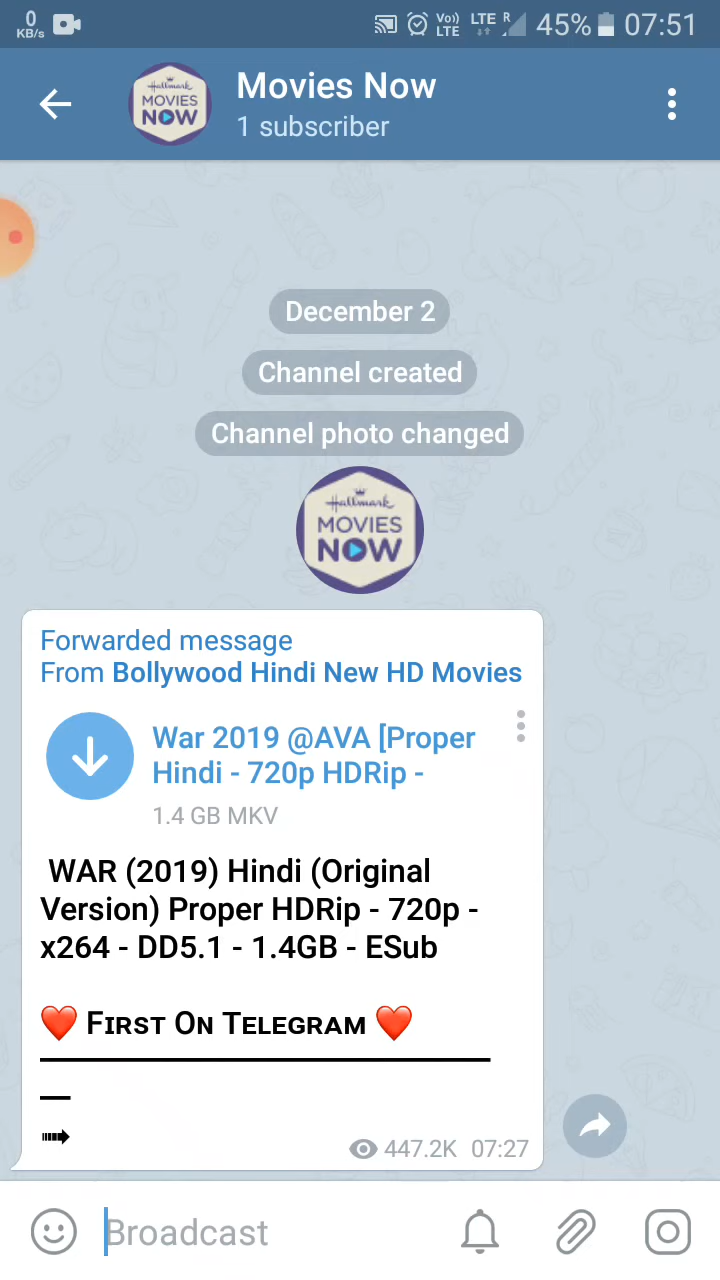 0
KB/s
Vo))
LTE
LTE
R
45%
07:51
Hallmark
MOVIES
NOW
Movies Now
1 subscriber
December 2
Channel created
Channel photo changed
Hallmark
MOVIES
NOW
Forwarded message
From Bollywood Hindi New HD Movies
War 2019 @AVA [Proper
Hindi - 720p HDRip -
1.4 GB MKV
WAR (2019) Hindi (Original
Version) Proper HDRip - 720p -
x264 - DD5.1 - 1.4GB - ESub
❤️ Fɪʀsᴛ Oɴ Tᴇʟᴇɢʀᴀᴍ ❤️
➠
447.2K 07:27
Broadcast